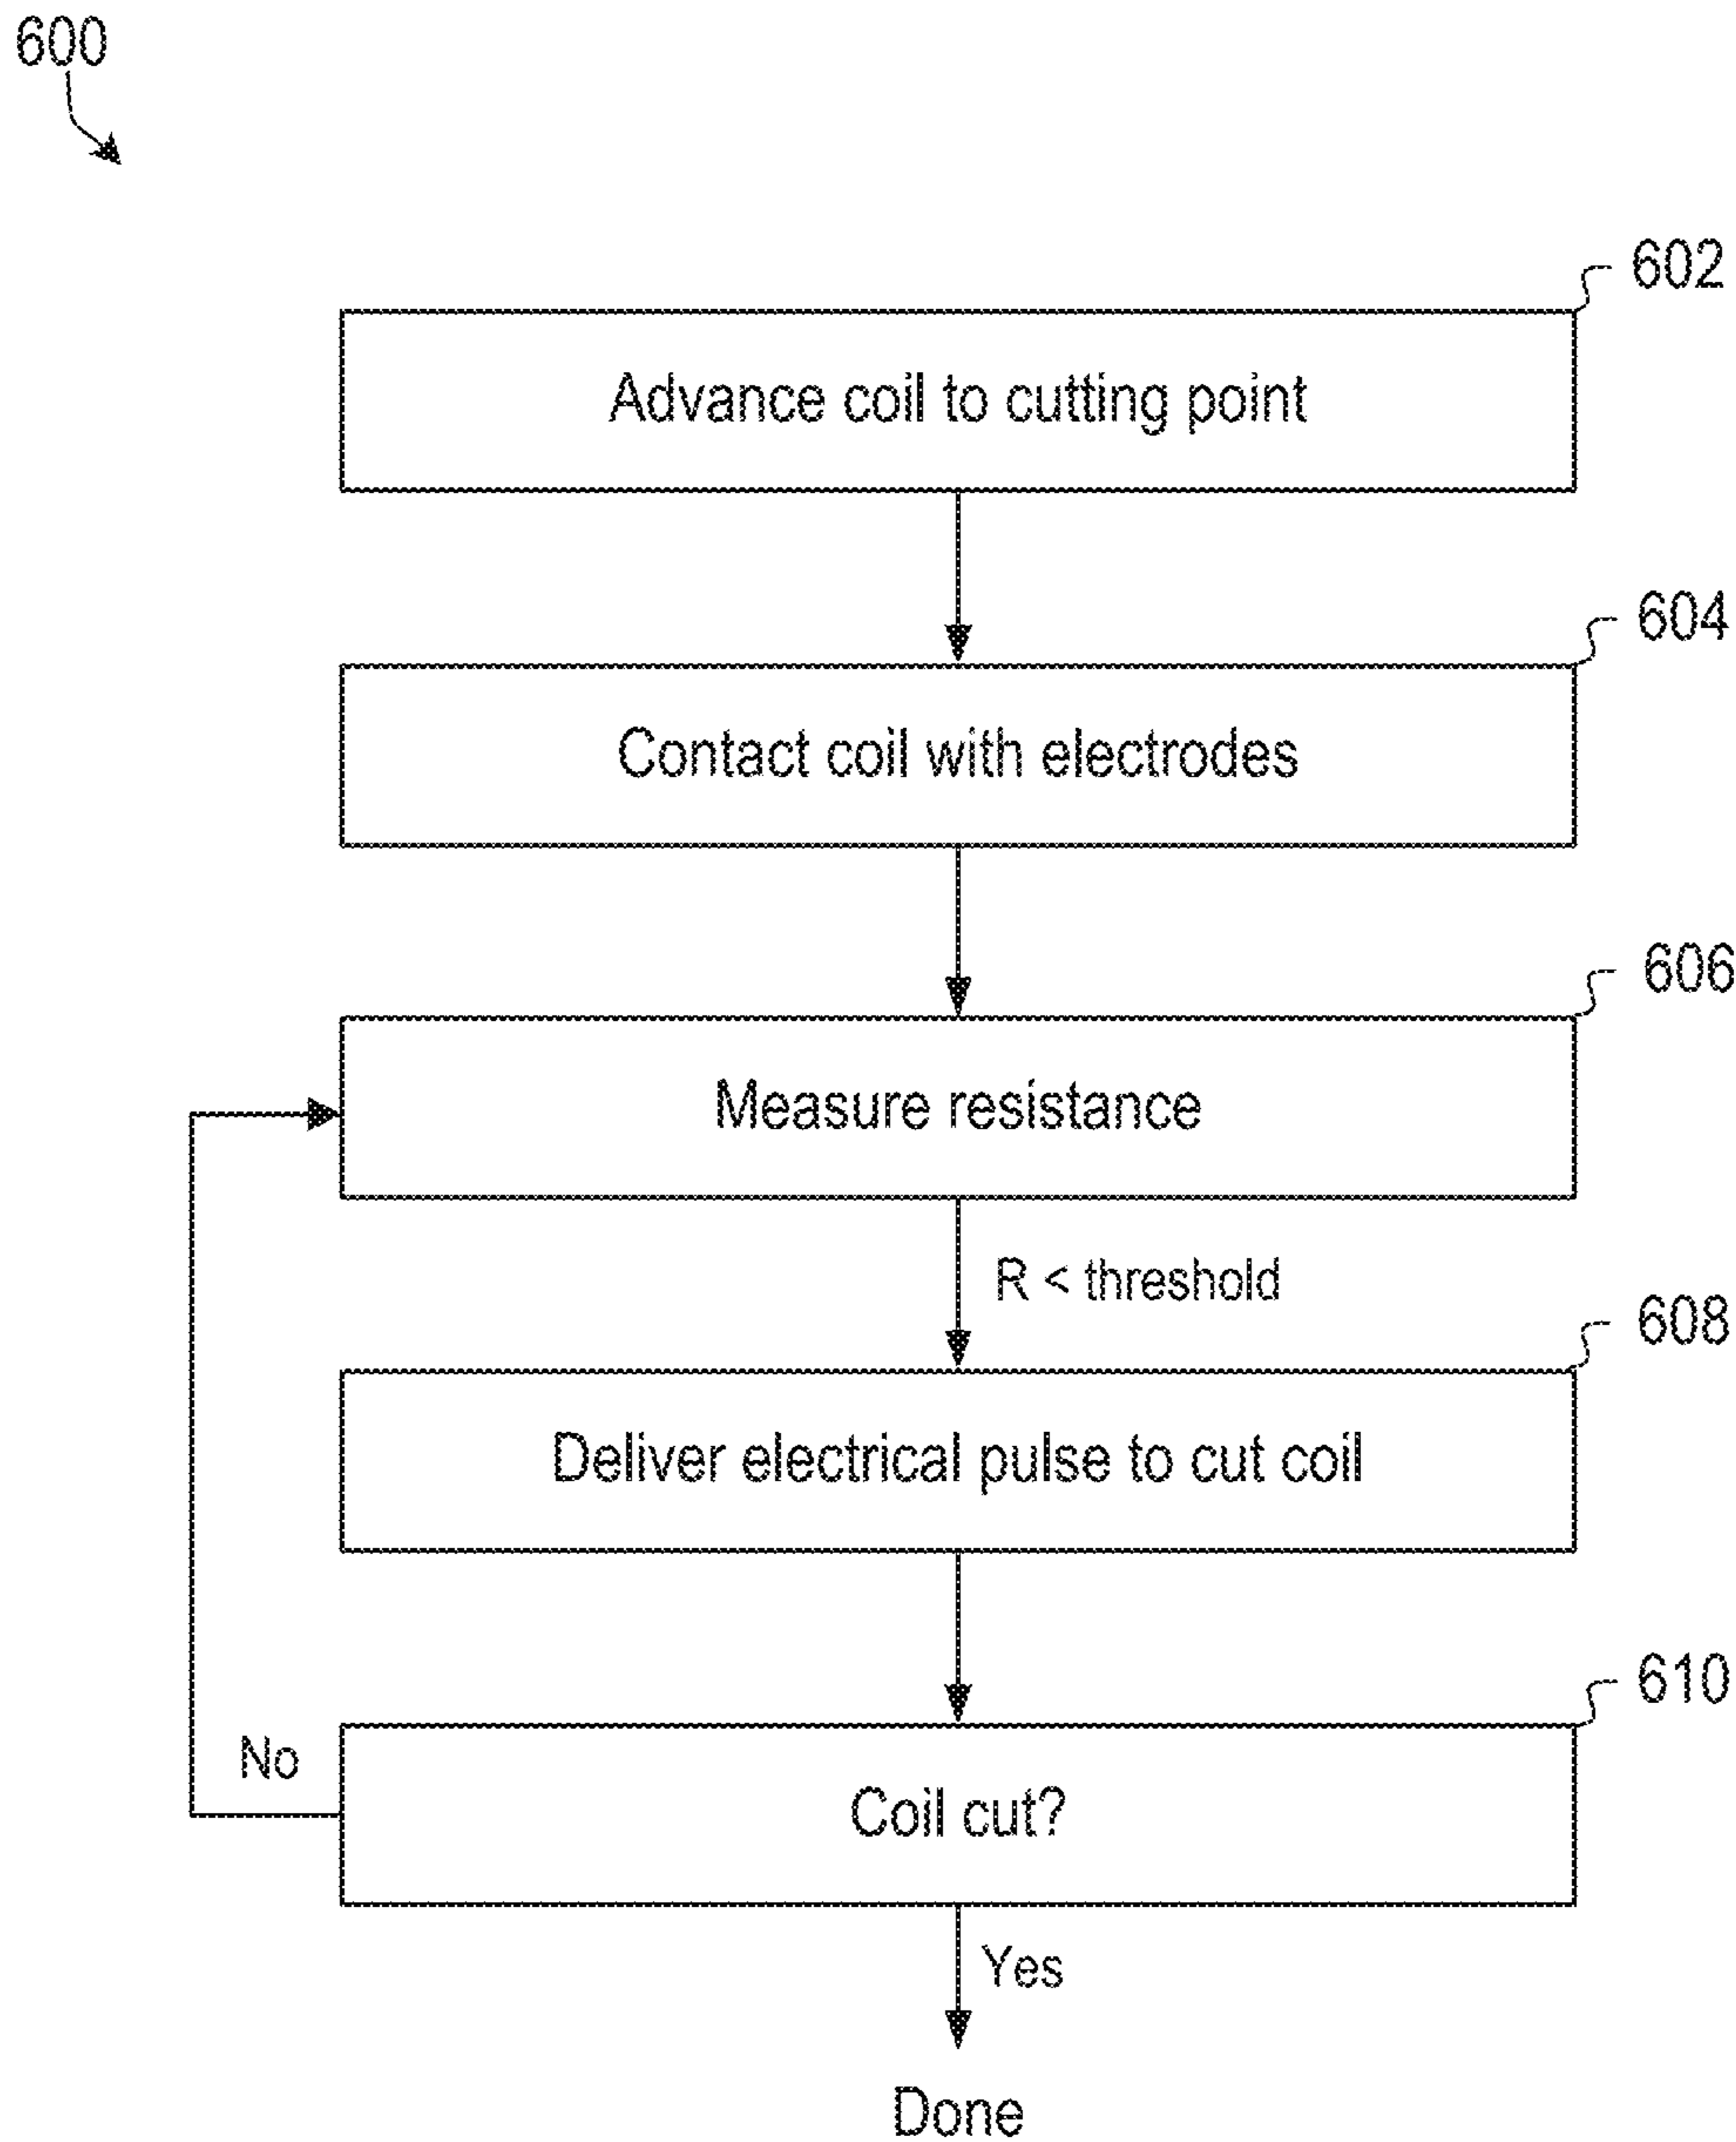 600
602
Advance coil to cutting point
604
Contact coil with electrodes
606
Measure resistance
R < threshold
608
Deliver electrical pulse to cut coil
610
No
Coil cut?
Yes
Done